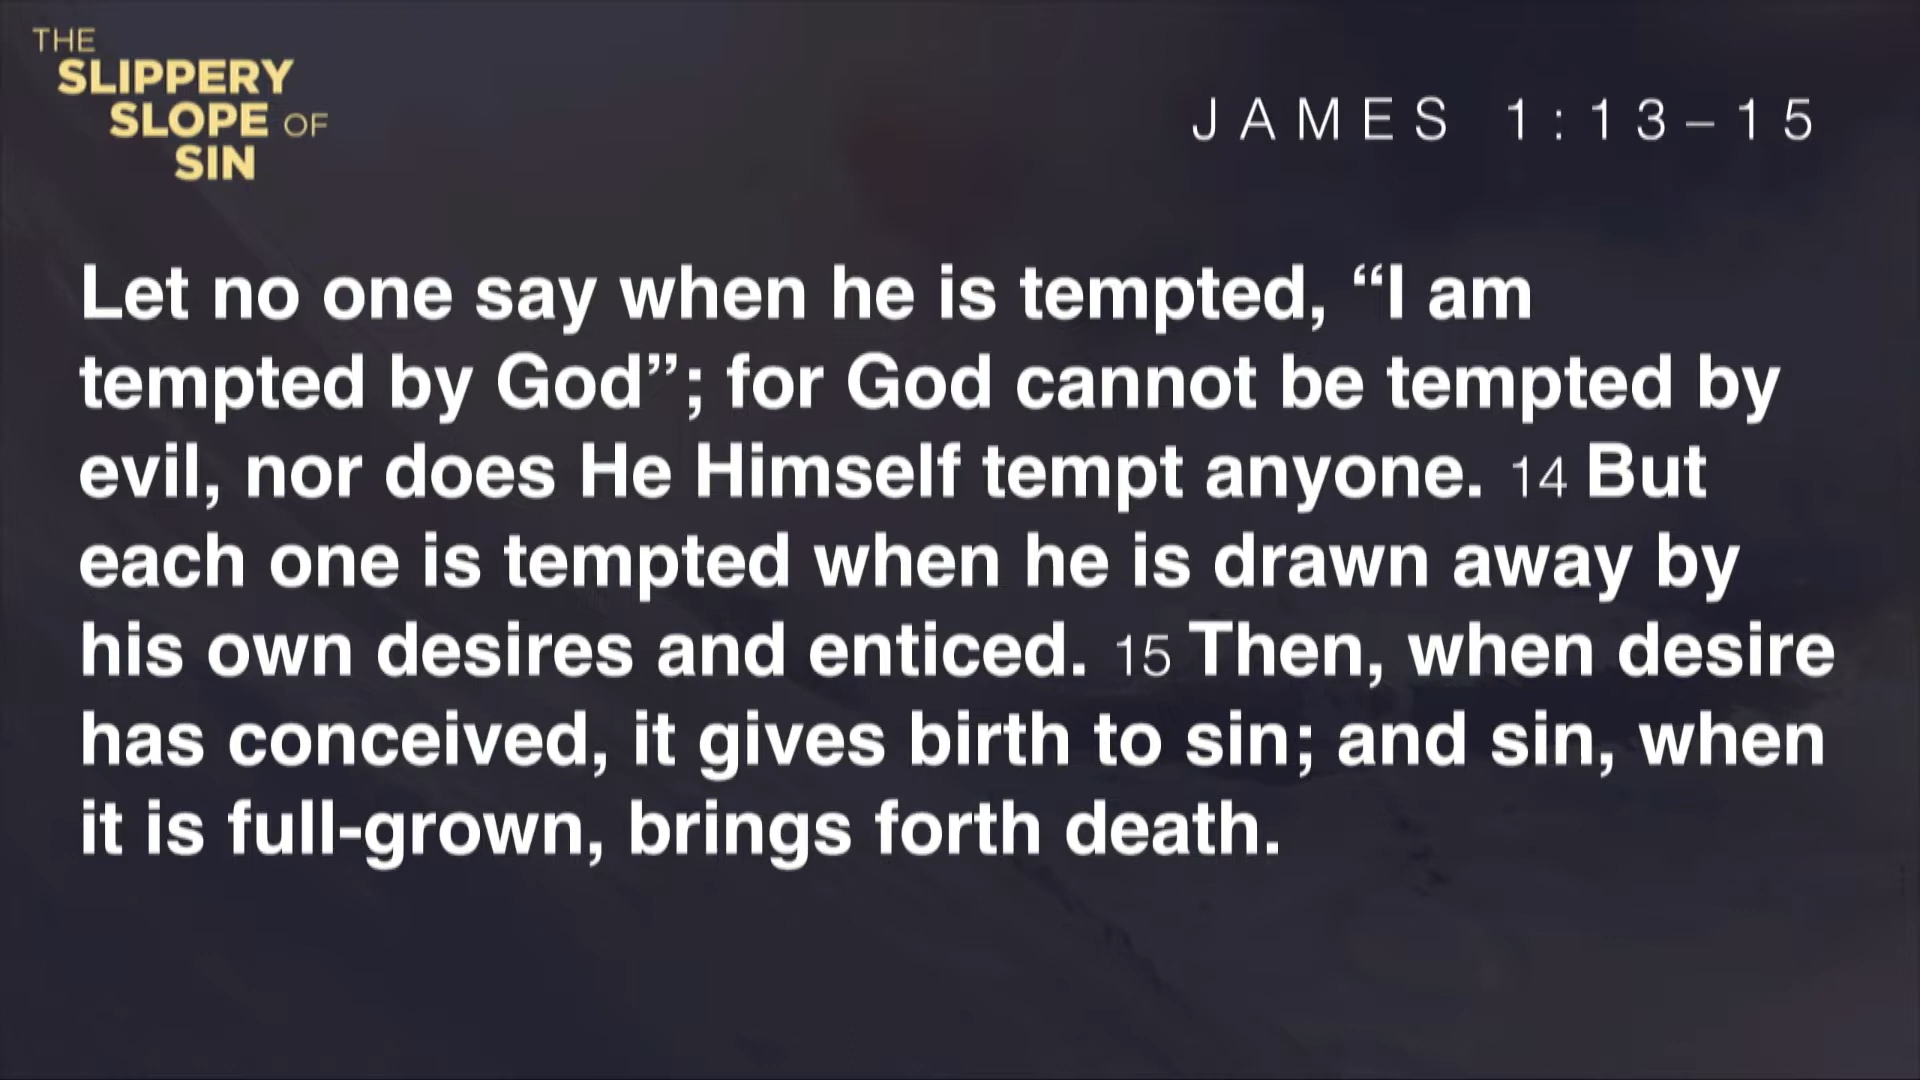 THE
SLIPPERY
SLOPE OF
SIN
JAMES 1:13–15
Let no one say when he is tempted, “I am
tempted by God”; for God cannot be tempted by
evil, nor does He Himself tempt anyone. 14 But
each one is tempted when he is drawn away by
his own desires and enticed. 15 Then, when desire
has conceived, it gives birth to sin; and sin, when
it is full-grown, brings forth death.